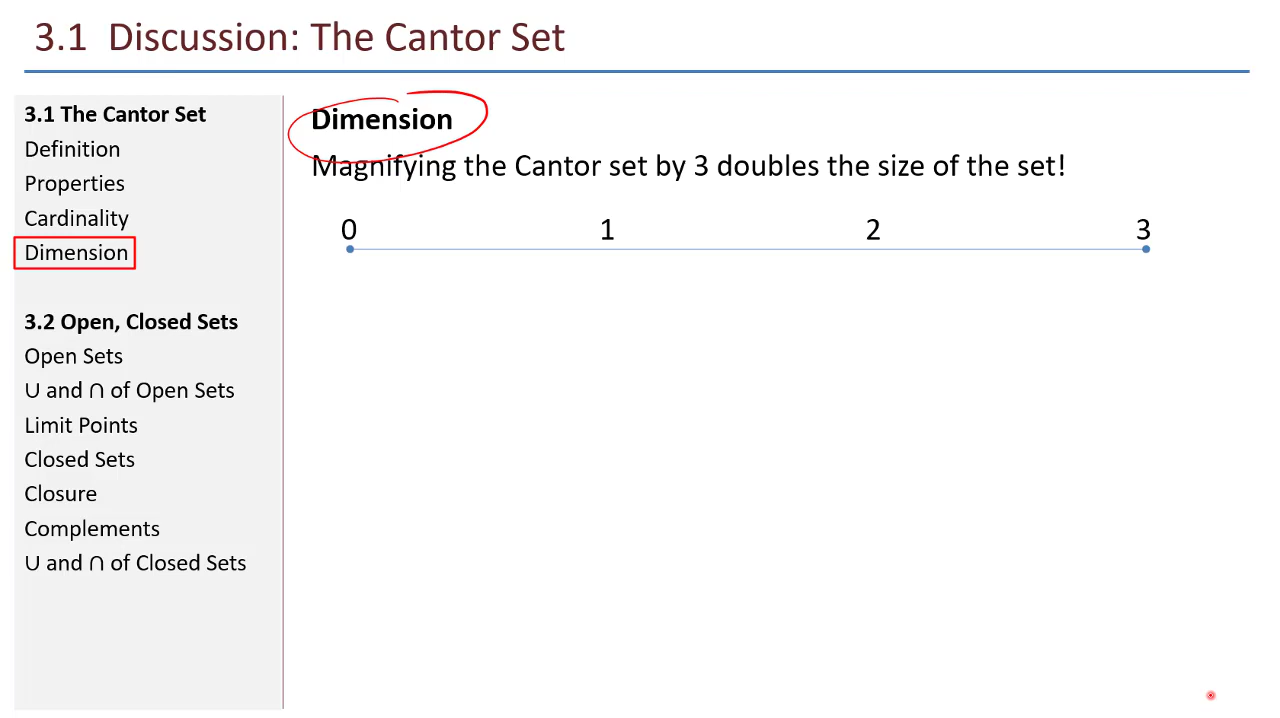 3.1 Discussion: The Cantor Set
3.1 The Cantor Set
Definition
Properties
Cardinality
Dimension
3.2 Open, Closed Sets
Open Sets
∪ and ∩ of Open Sets
Limit Points
Closed Sets
Closure
Complements
∪ and ∩ of Closed Sets
Dimension
Magnifying the Cantor set by 3 doubles the size of the set!
0 1 2 3